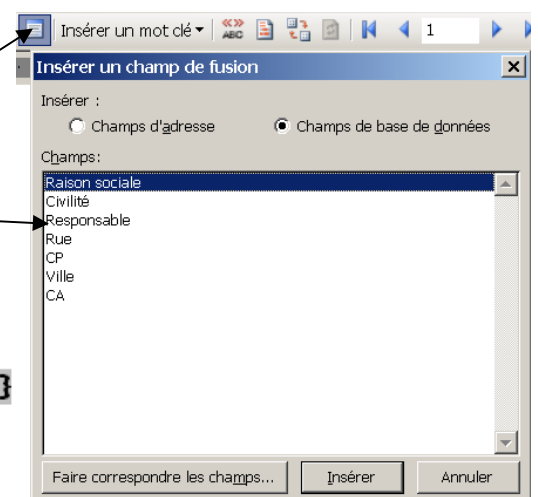 Insérer un mot clé «»ABC 1
Insérer un champ de fusion
Insérer :
Champs d'adresse Champs de base de données
Champs:
Raison sociale
Civilité
Responsable
Rue
CP
Ville
CA
}
Faire correspondre les champs... Insérer Annuler